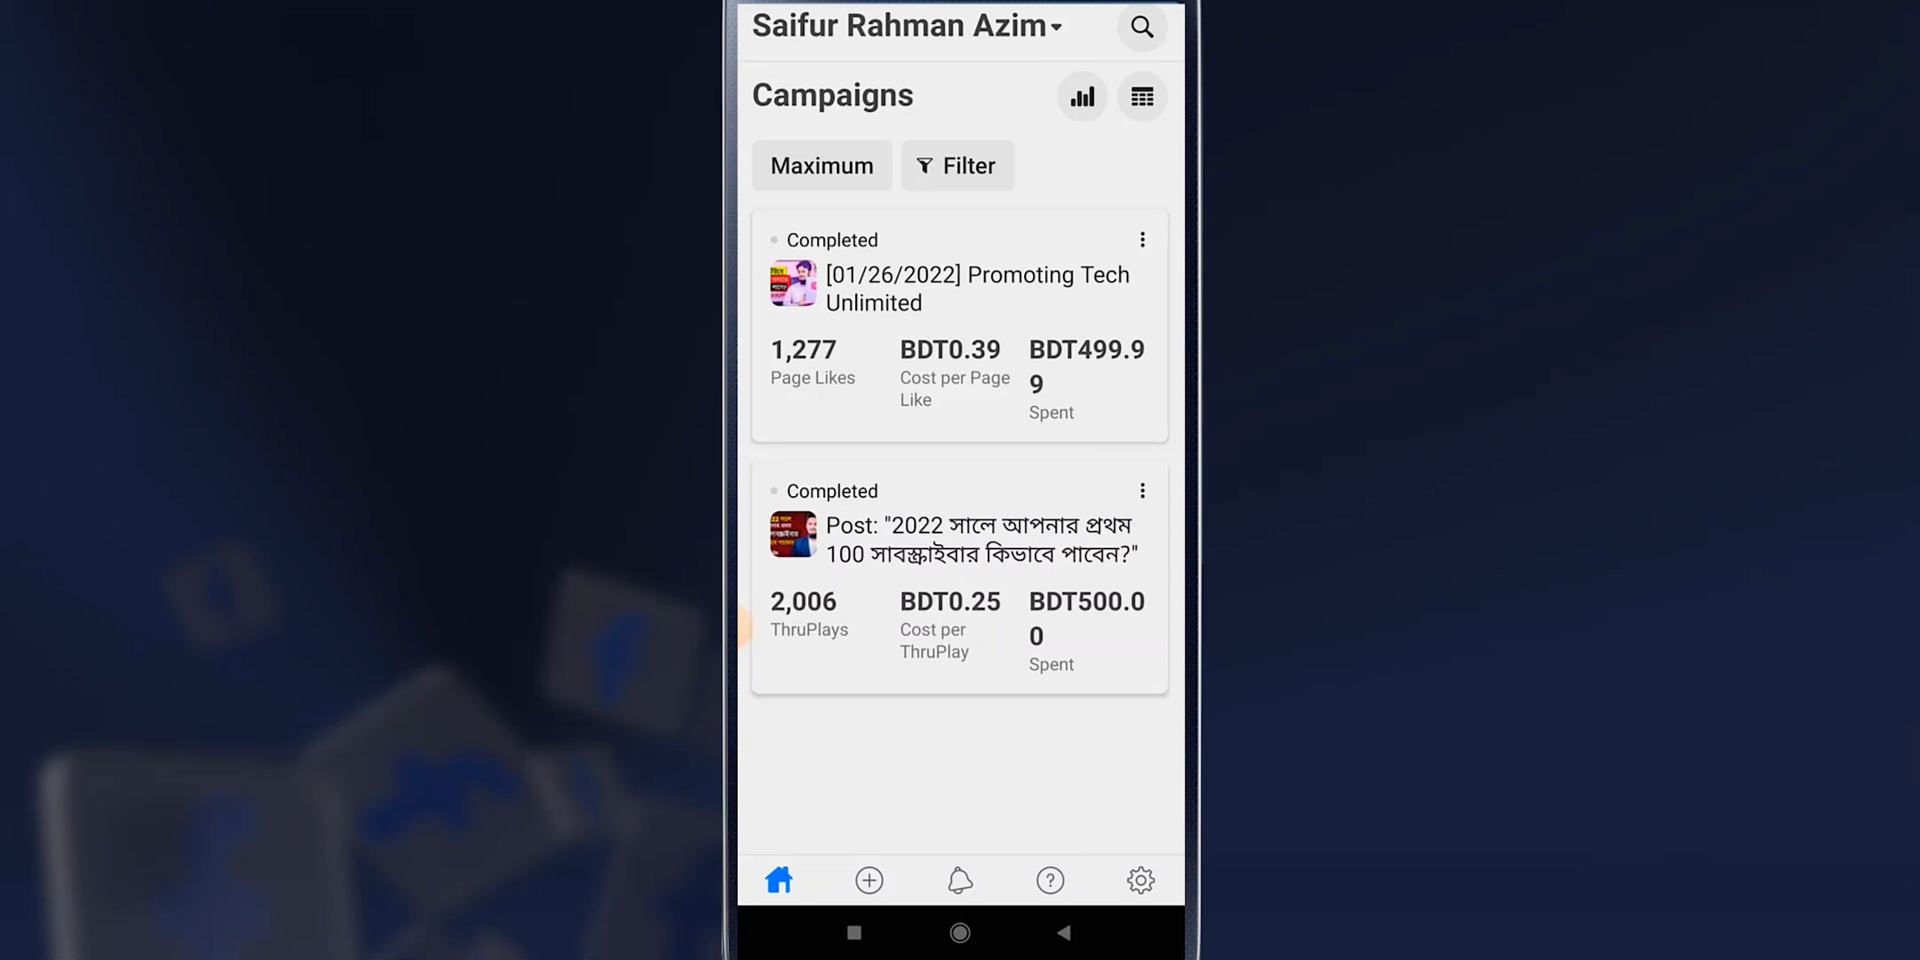 Saifur Rahman Azim
Campaigns
Maximum
Filter
Completed
[01/26/2022] Promoting Tech
Unlimited
1,277
Page Likes
BDT0.39
Cost per Page
Like
BDT499.9
9
Spent
Completed
Post: "2022 সালে আপনার প্রথম
100 সাবস্ক্রাইবার কিভাবে পাবেন?"
2,006
ThruPlays
BDT0.25
Cost per
ThruPlay
BDT500.0
0
Spent